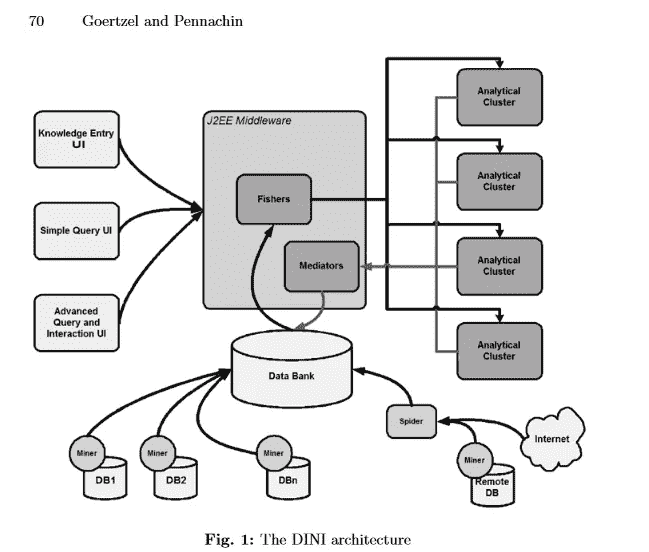 70
Goertzel and Pennachin
J2EE Middleware
Knowledge Entry
UI
Simple Query UI
Advanced
Query and
Interaction UI
Fishers
Mediators
Analytical
Cluster
Analytical
Cluster
Analytical
Cluster
Analytical
Cluster
Data Bank
Miner
DB1
Miner
DB2
Miner
DBn
Spider
Internet
Miner
Remote
DB
Fig. 1: The DINI architecture